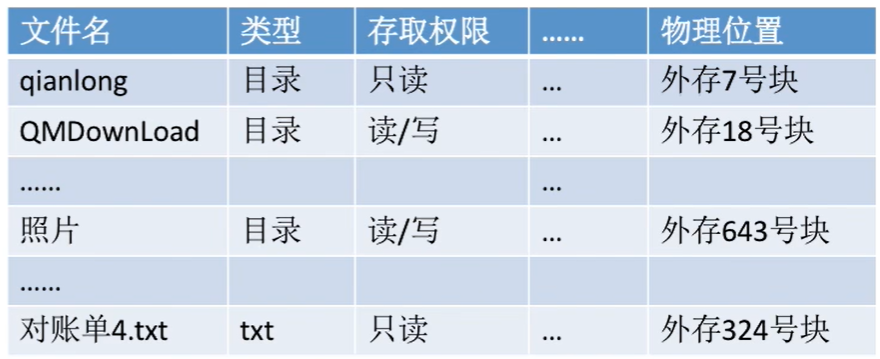 文件名 类型 存取权限 …… 物理位置
qianlong 目录 只读 … 外存7号块
QMDownLoad 目录 读/写 … 外存18号块
…… …
照片 目录 读/写 … 外存643号块
……
对账单4.txt txt 只读 … 外存324号块